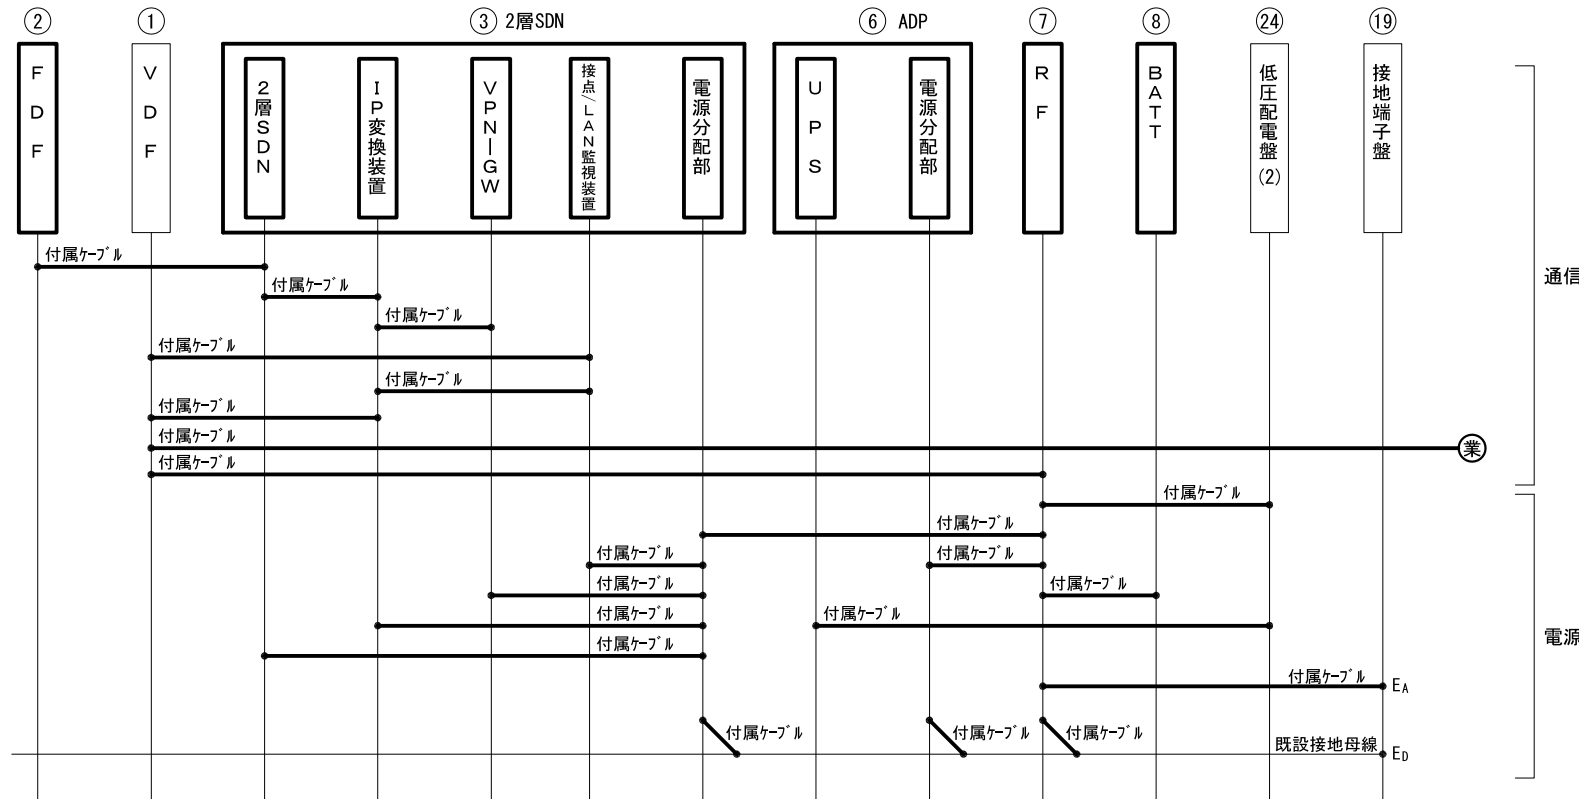 ② ① ③ 2層SDN ⑥ ADP ⑦ ⑧ ㉔ ⑲
FDF
VDF
2層SDN
IP変換装置
VPN-GW
接点/LAN監視装置
電源分配部
UPS
電源分配部
RF
BATT
低圧配電盤(2)
接地端子盤
付属ケーブル
付属ケーブル
付属ケーブル
付属ケーブル
付属ケーブル
付属ケーブル
付属ケーブル
業
付属ケーブル
通信
付属ケーブル
付属ケーブル
付属ケーブル 付属ケーブル
付属ケーブル 付属ケーブル
付属ケーブル 付属ケーブル
付属ケーブル
電源
付属ケーブル EA
付属ケーブル 付属ケーブル 付属ケーブル
既設接地母線 ED